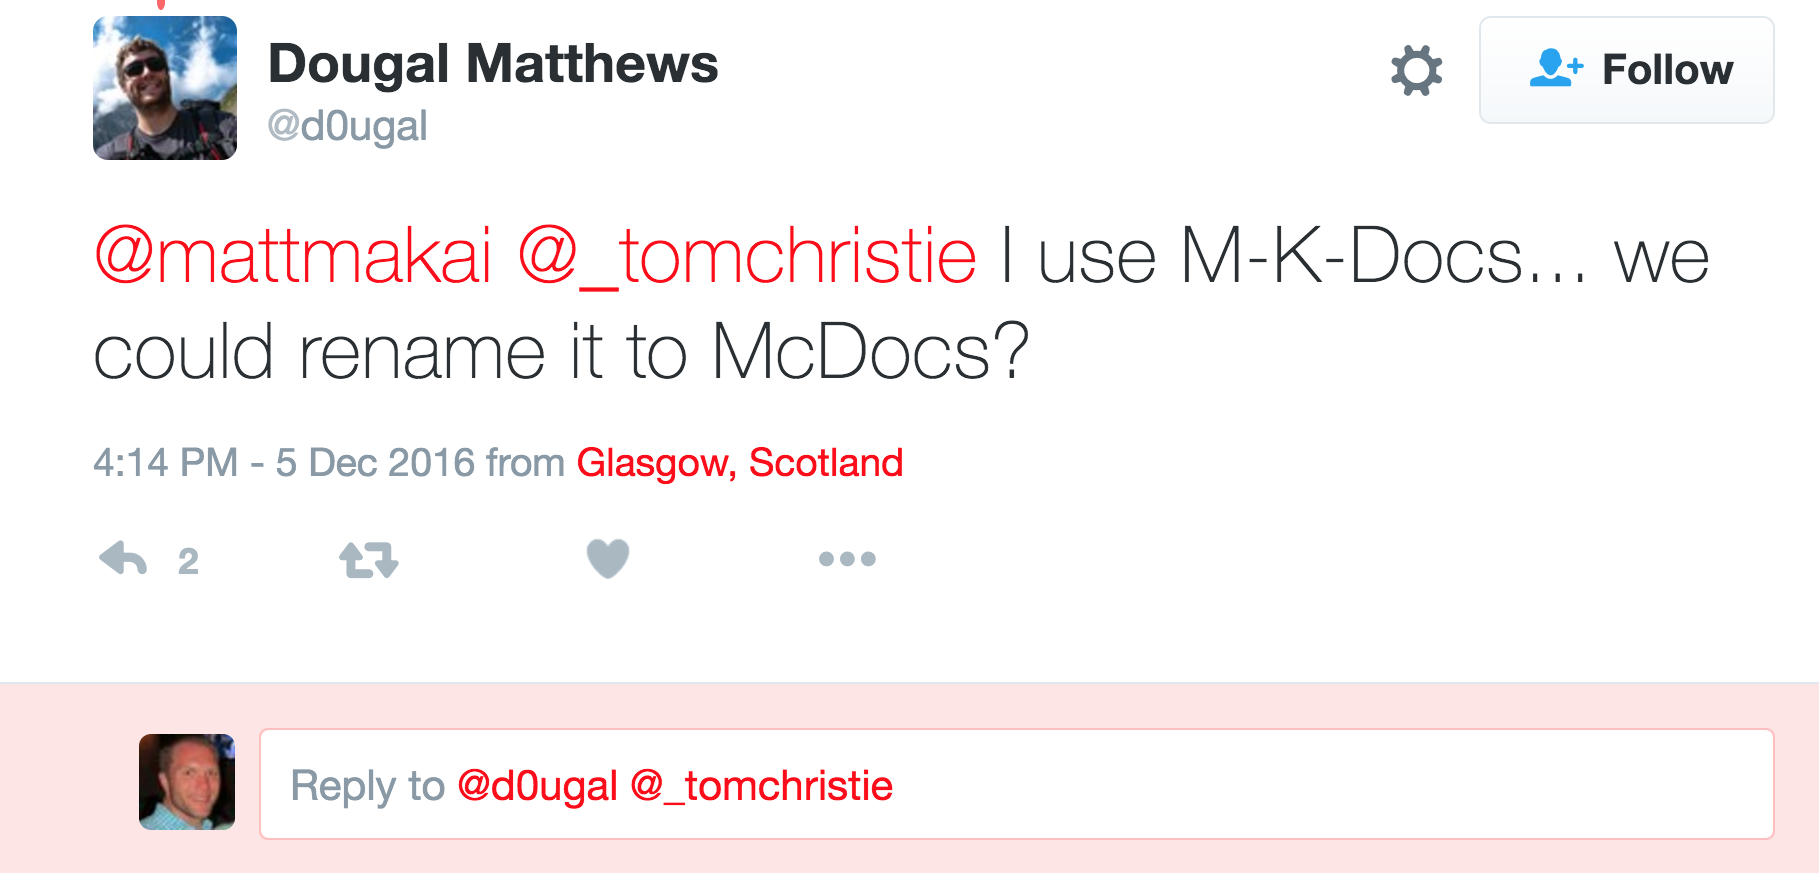 Dougal Matthews
@d0ugal
Follow
@mattmakai @_tomchristie I use M-K-Docs... we
could rename it to McDocs?
4:14 PM - 5 Dec 2016 from Glasgow, Scotland
2
Reply to @d0ugal @_tomchristie